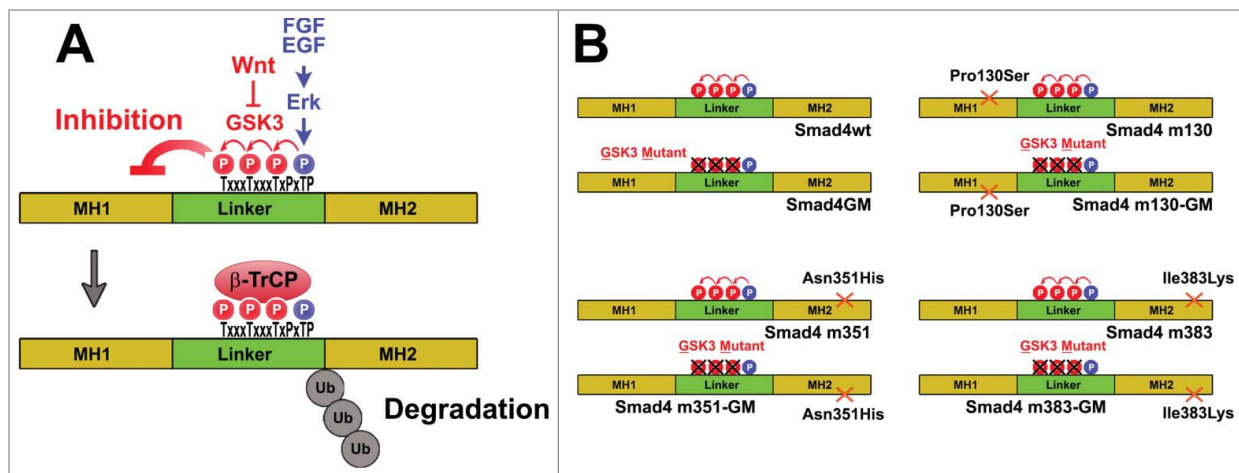 A
FGF
EGF
Wnt
Erk
Inhibition
GSK3
P P P P
TxxxTxxxTxPxTP
MH1 Linker MH2
β-TrCP
P P P P
TxxxTxxxTxPxTP
MH1 Linker MH2
Ub
Ub
Ub
Degradation
B
P P P P
MH1 Linker MH2
Smad4wt
GSK3 Mutant
P P P P
MH1 Linker MH2
Smad4GM
Pro130Ser
P P P P
MH1 Linker MH2
Smad4 m130
GSK3 Mutant
P P P P
MH1 Linker MH2
Pro130Ser
Smad4 m130-GM
Asn351His
P P P P
MH1 Linker MH2
Smad4 m351
GSK3 Mutant
P P P P
MH1 Linker MH2
Smad4 m351-GM
Asn351His
Ile383Lys
P P P P
MH1 Linker MH2
Smad4 m383
GSK3 Mutant
P P P P
MH1 Linker MH2
Smad4 m383-GM
Ile383Lys